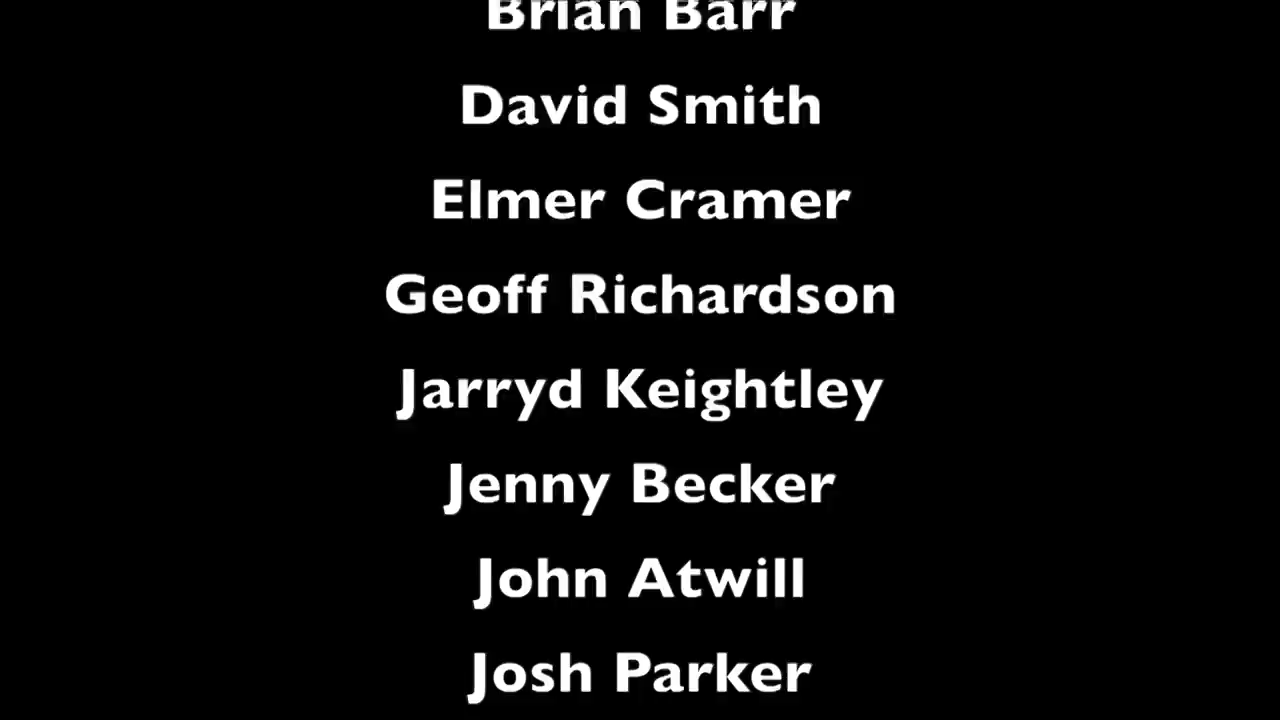 Brian Barr
David Smith
Elmer Cramer
Geoff Richardson
Jarryd Keightley
Jenny Becker
John Atwill
Josh Parker